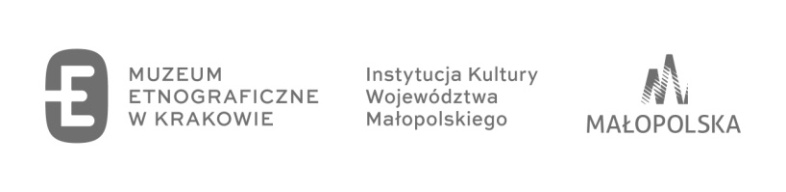 E
MUZEUM
ETNOGRAFICZNE
W KRAKOWIE
Instytucja Kultury
Województwa
Małopolskiego
MAŁOPOLSKA